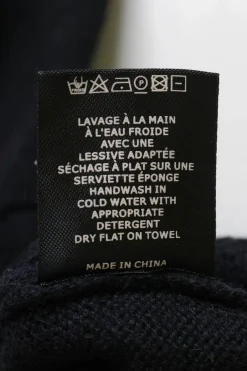 LAVAGE À LA MAIN
À L'EAU FROIDE
AVEC UNE
LESSIVE ADAPTÉE
SÉCHAGE À PLAT SUR UNE
SERVIETTE ÉPONGE
HANDWASH IN
COLD WATER WITH
APPROPRIATE
DETERGENT
DRY FLAT ON TOWEL
MADE IN CHINA